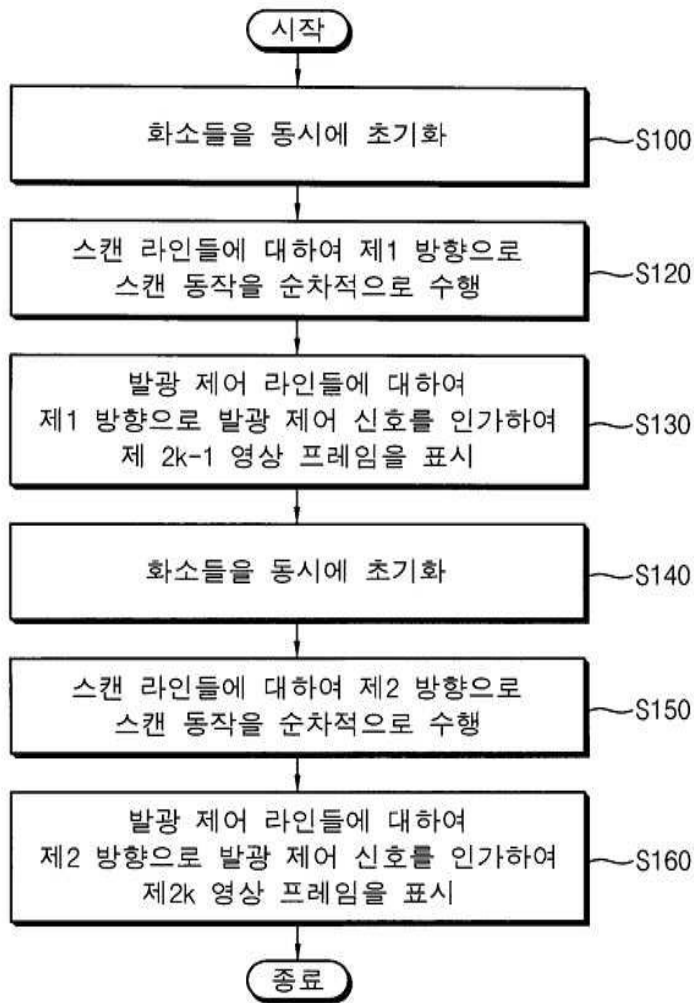 시작
화소들을 동시에 초기화
S100
스캔 라인들에 대하여 제1 방향으로
스캔 동작을 순차적으로 수행
S120
발광 제어 라인들에 대하여
제1 방향으로 발광 제어 신호를 인가하여
제 2k-1 영상 프레임을 표시
S130
화소들을 동시에 초기화
S140
스캔 라인들에 대하여 제2 방향으로
스캔 동작을 순차적으로 수행
S150
발광 제어 라인들에 대하여
제2 방향으로 발광 제어 신호를 인가하여
제2k 영상 프레임을 표시
S160
종료